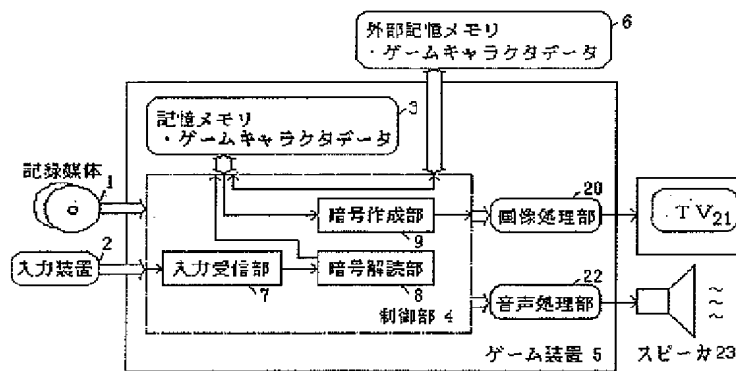 外部記憶メモリ
・ゲームキャラクタデータ
6
記憶メモリ
・ゲームキャラクタデータ
3
記録媒体
1
暗号作成部
9
20
画像処理部
TV 21
2
入力装置
入力受信部
7
暗号解読部
8
制御部 4
22
音声処理部
ゲーム装置 5
スピーカ 23